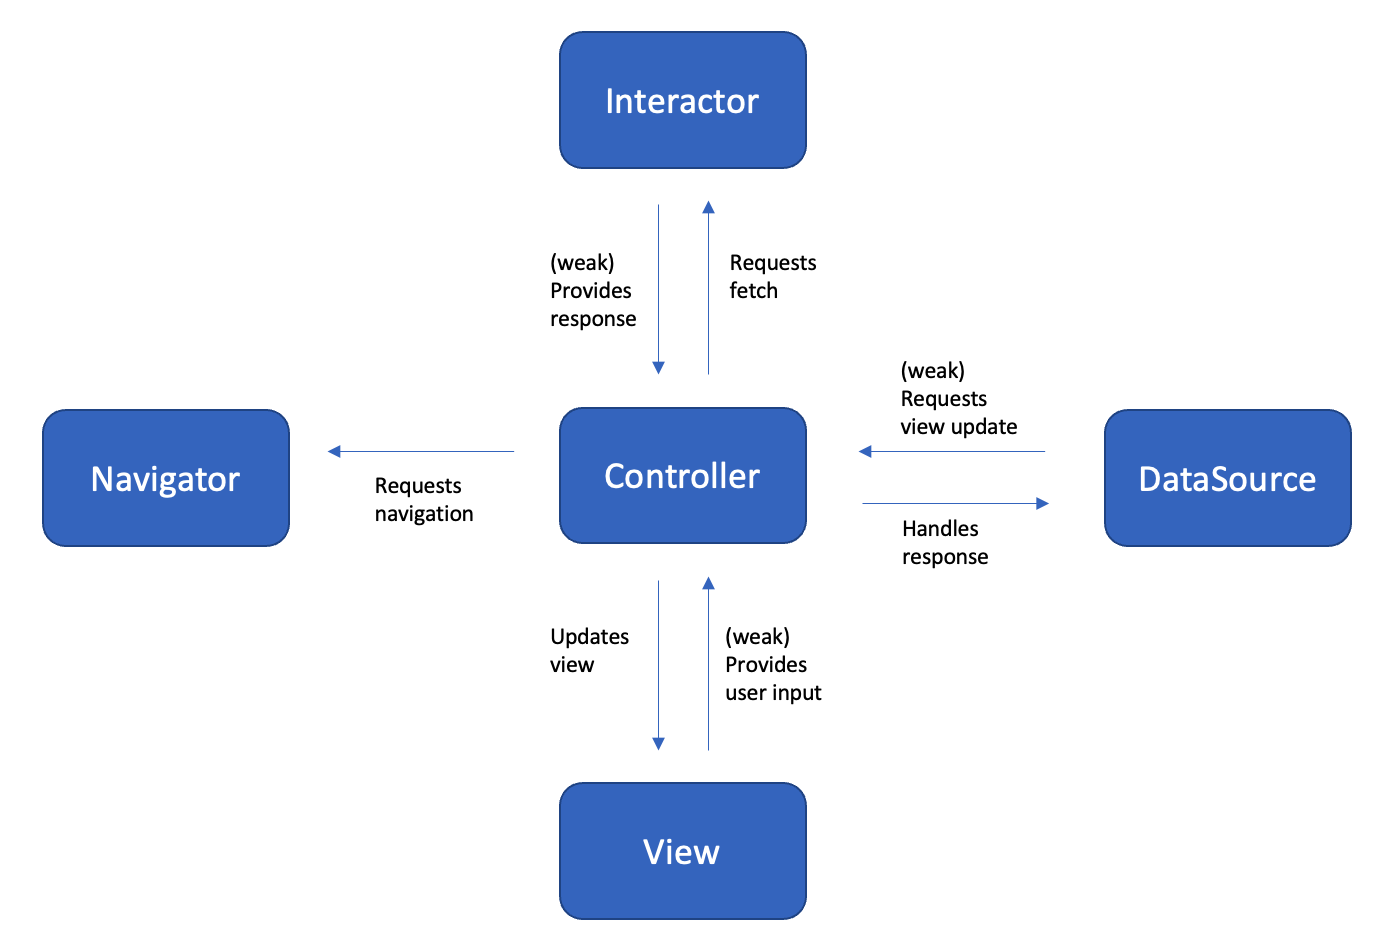 Interactor
(weak)
Provides
response
Requests
fetch
(weak)
Requests
view update
Navigator
Requests
navigation
Controller
DataSource
Handles
response
Updates
view
(weak)
Provides
user input
View